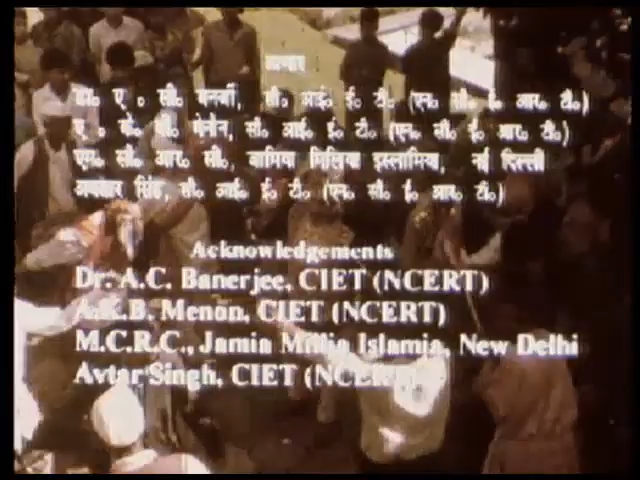 आभार
डा० ए० सी० बनर्जी, सी० आई० ई० टी० (एन० सी० ई० आर० टी०)
ए० के० बी० मेनोन, सी० आई० ई० टी० (एन० सी० ई० आर० टी०)
एम० सी० आर० सी०, जामिया मिलिया इस्लामिया, नई दिल्ली
अवतार सिंह, सी० आई० ई० टी० (एन० सी० ई० आर० टी०)
Acknowledgements
Dr. A.C. Banerjee, CIET (NCERT)
A.K.B. Menon, CIET (NCERT)
M.C.R.C., Jamia Millia Islamia, New Delhi
Avtar Singh, CIET (NCERT)